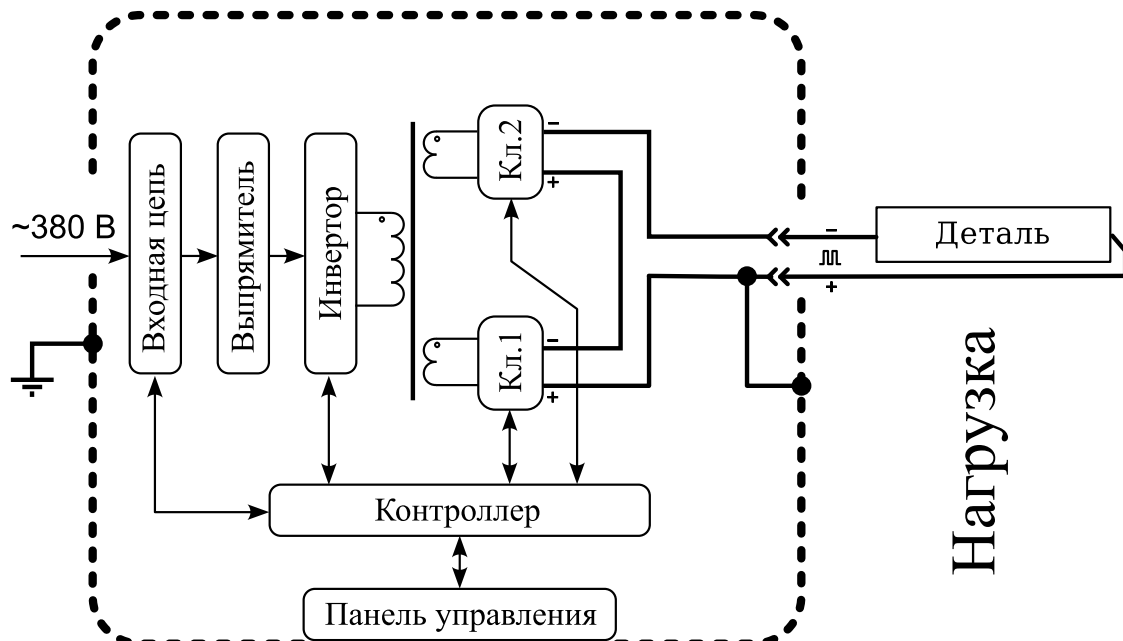 ~380 В
Входная цепь
Выпрямитель
Инвертор
Кл.2
−
+
Кл.1
−
+
−
+
Деталь
Нагрузка
Контроллер
Панель управления